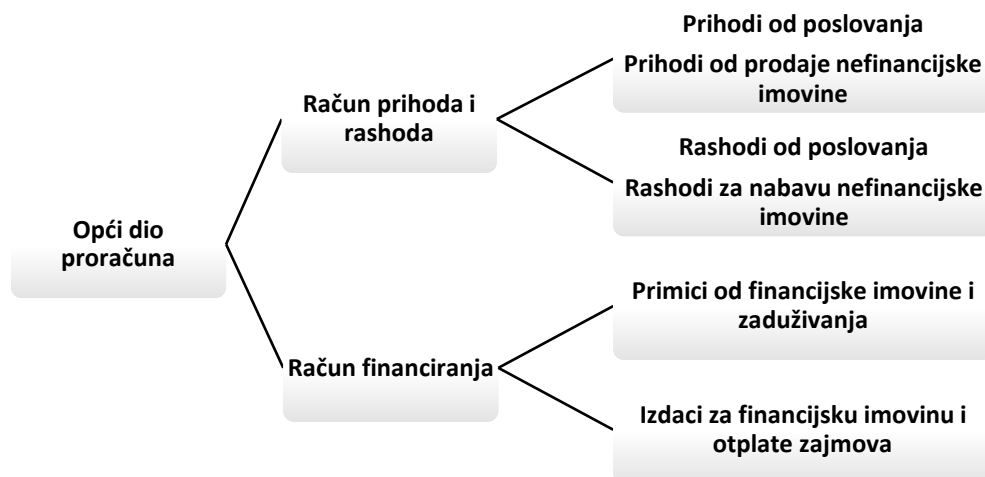 Opći dio
proračuna
Račun prihoda i
rashoda
Prihodi od poslovanja
Prihodi od prodaje nefinancijske
imovine
Rashodi od poslovanja
Rashodi za nabavu nefinancijske
imovine
Račun financiranja
Primici od financijske imovine i
zaduživanja
Izdaci za financijsku imovinu i
otplate zajmova